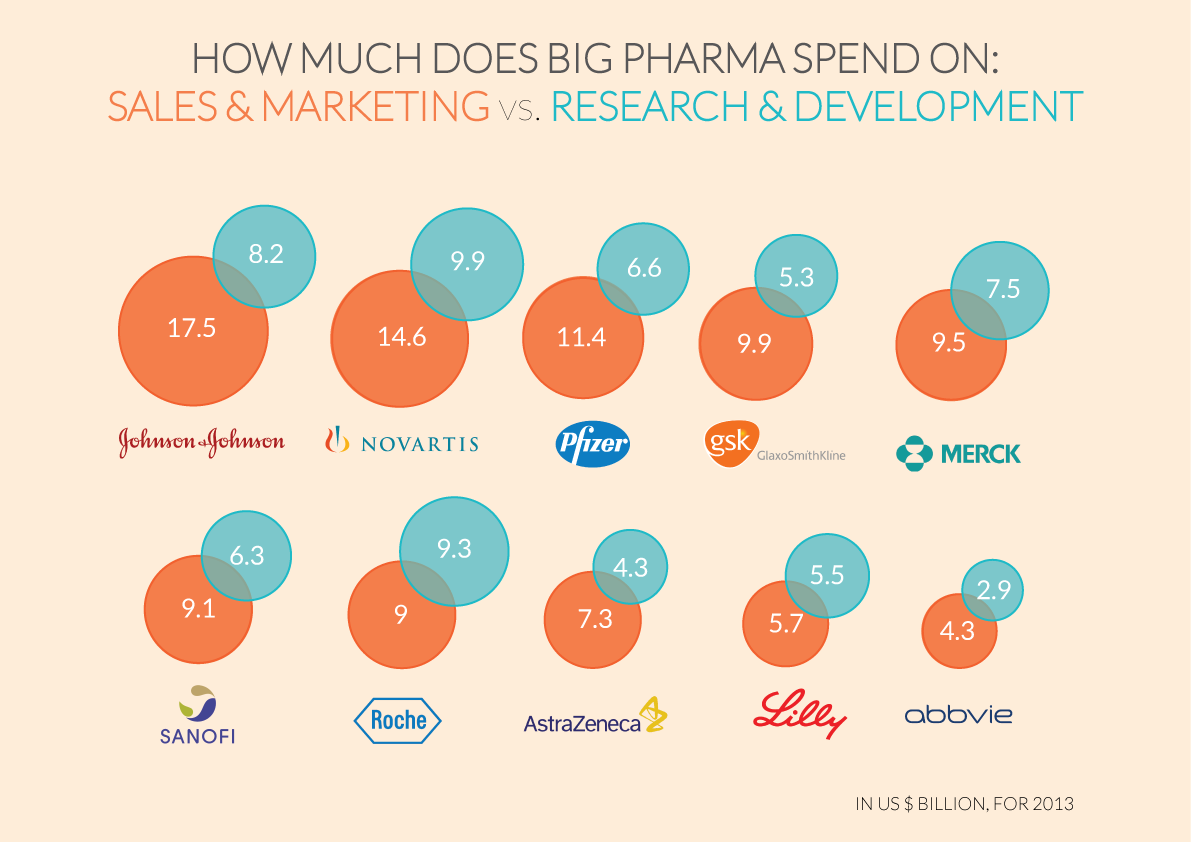 HOW MUCH DOES BIG PHARMA SPEND ON:
SALES & MARKETING VS. RESEARCH & DEVELOPMENT
8.2
17.5
9.9
14.6
6.6
11.4
5.3
9.9
7.5
9.5
Johnson & Johnson
NOVARTIS
Pfizer
gsk
GlaxoSmithKline
MERCK
6.3
9.1
9.3
9
4.3
7.3
5.5
5.7
2.9
4.3
SANOFI
Roche
AstraZeneca
Lilly
abbvie
IN US $ BILLION, FOR 2013